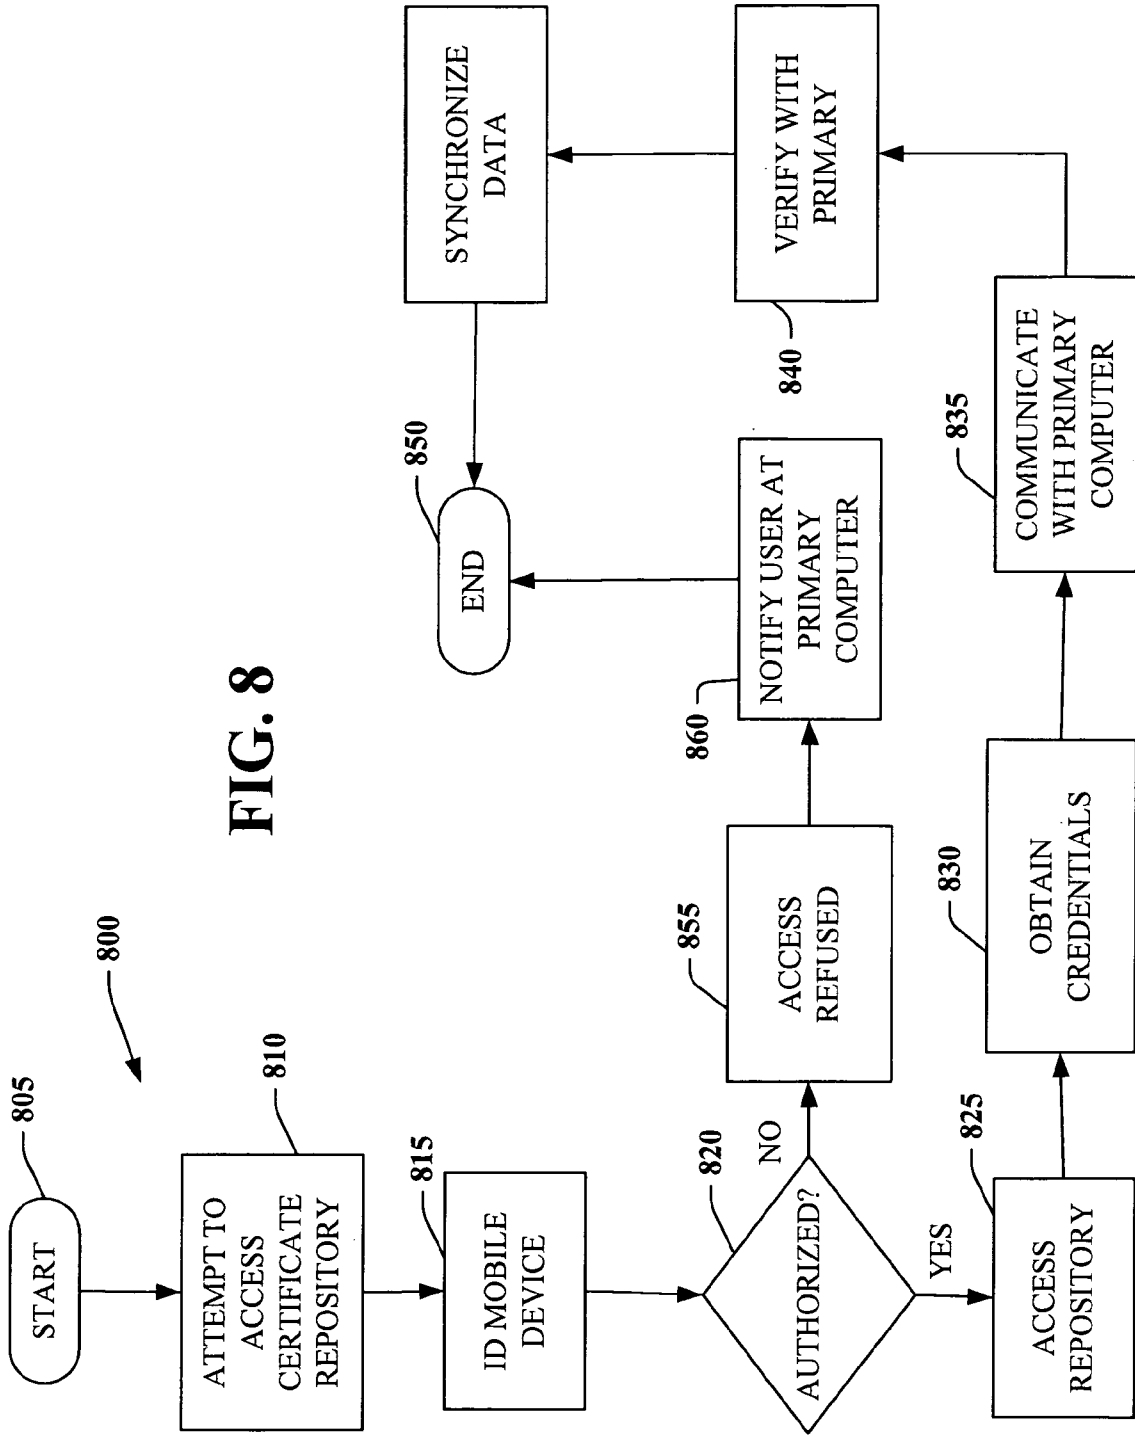 FIG. 8
800
805
START
810
ATTEMPT TO
ACCESS
CERTIFICATE
REPOSITORY
815
ID MOBILE
DEVICE
820
AUTHORIZED?
NO
YES
855
ACCESS
REFUSED
860
NOTIFY USER AT
PRIMARY
COMPUTER
825
ACCESS
REPOSITORY
830
OBTAIN
CREDENTIALS
835
COMMUNICATE
WITH PRIMARY
COMPUTER
840
VERIFY WITH
PRIMARY
SYNCHRONIZE
DATA
850
END